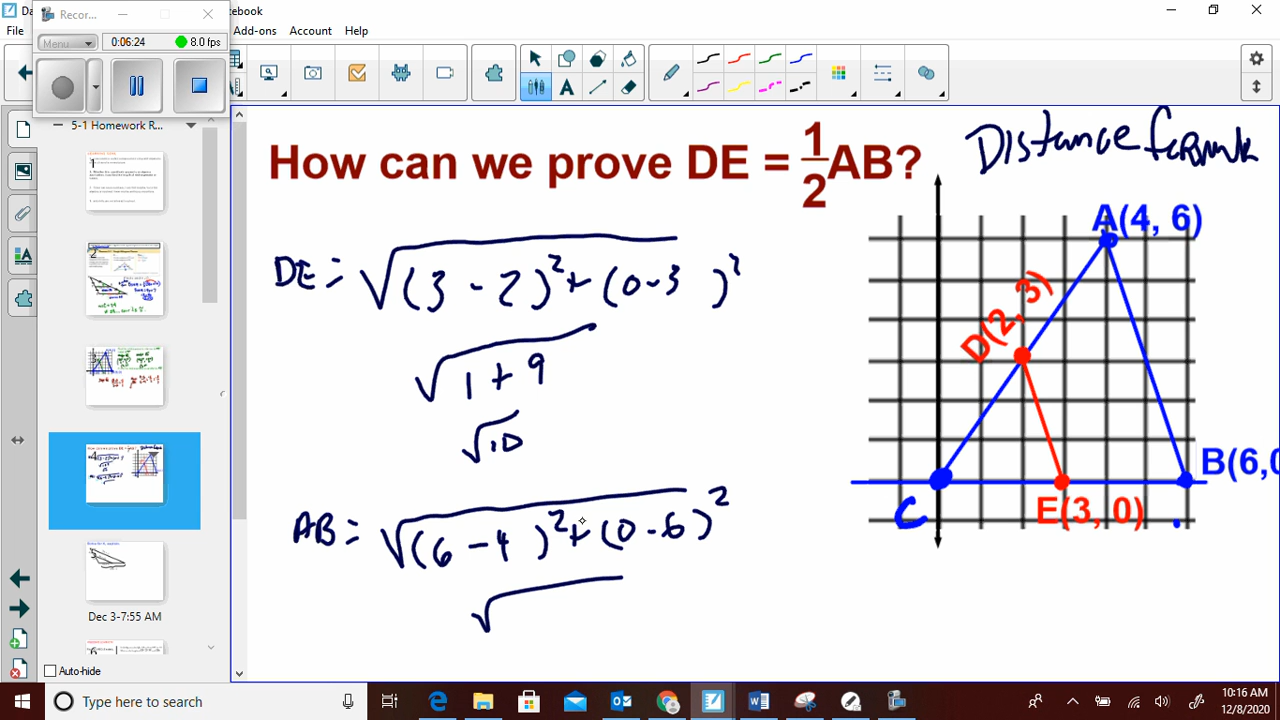 Recor...
Menu
0:06:24
8.0 fps
File
Add-ons
Account
Help
5-1 Homework R...
Dec 3-7:55 AM
Auto-hide
How can we prove DE = 1/2 AB?
Distance formula
DE = √(3 - 2)² + (0 - 3 )²
√1 + 9
√10
AB = √(6 - 4 )² + (0 - 6 )²
√
A(4, 6)
D(2, 3)
B(6,0
C
E(3, 0)
Type here to search
10:16 AM
12/8/2020